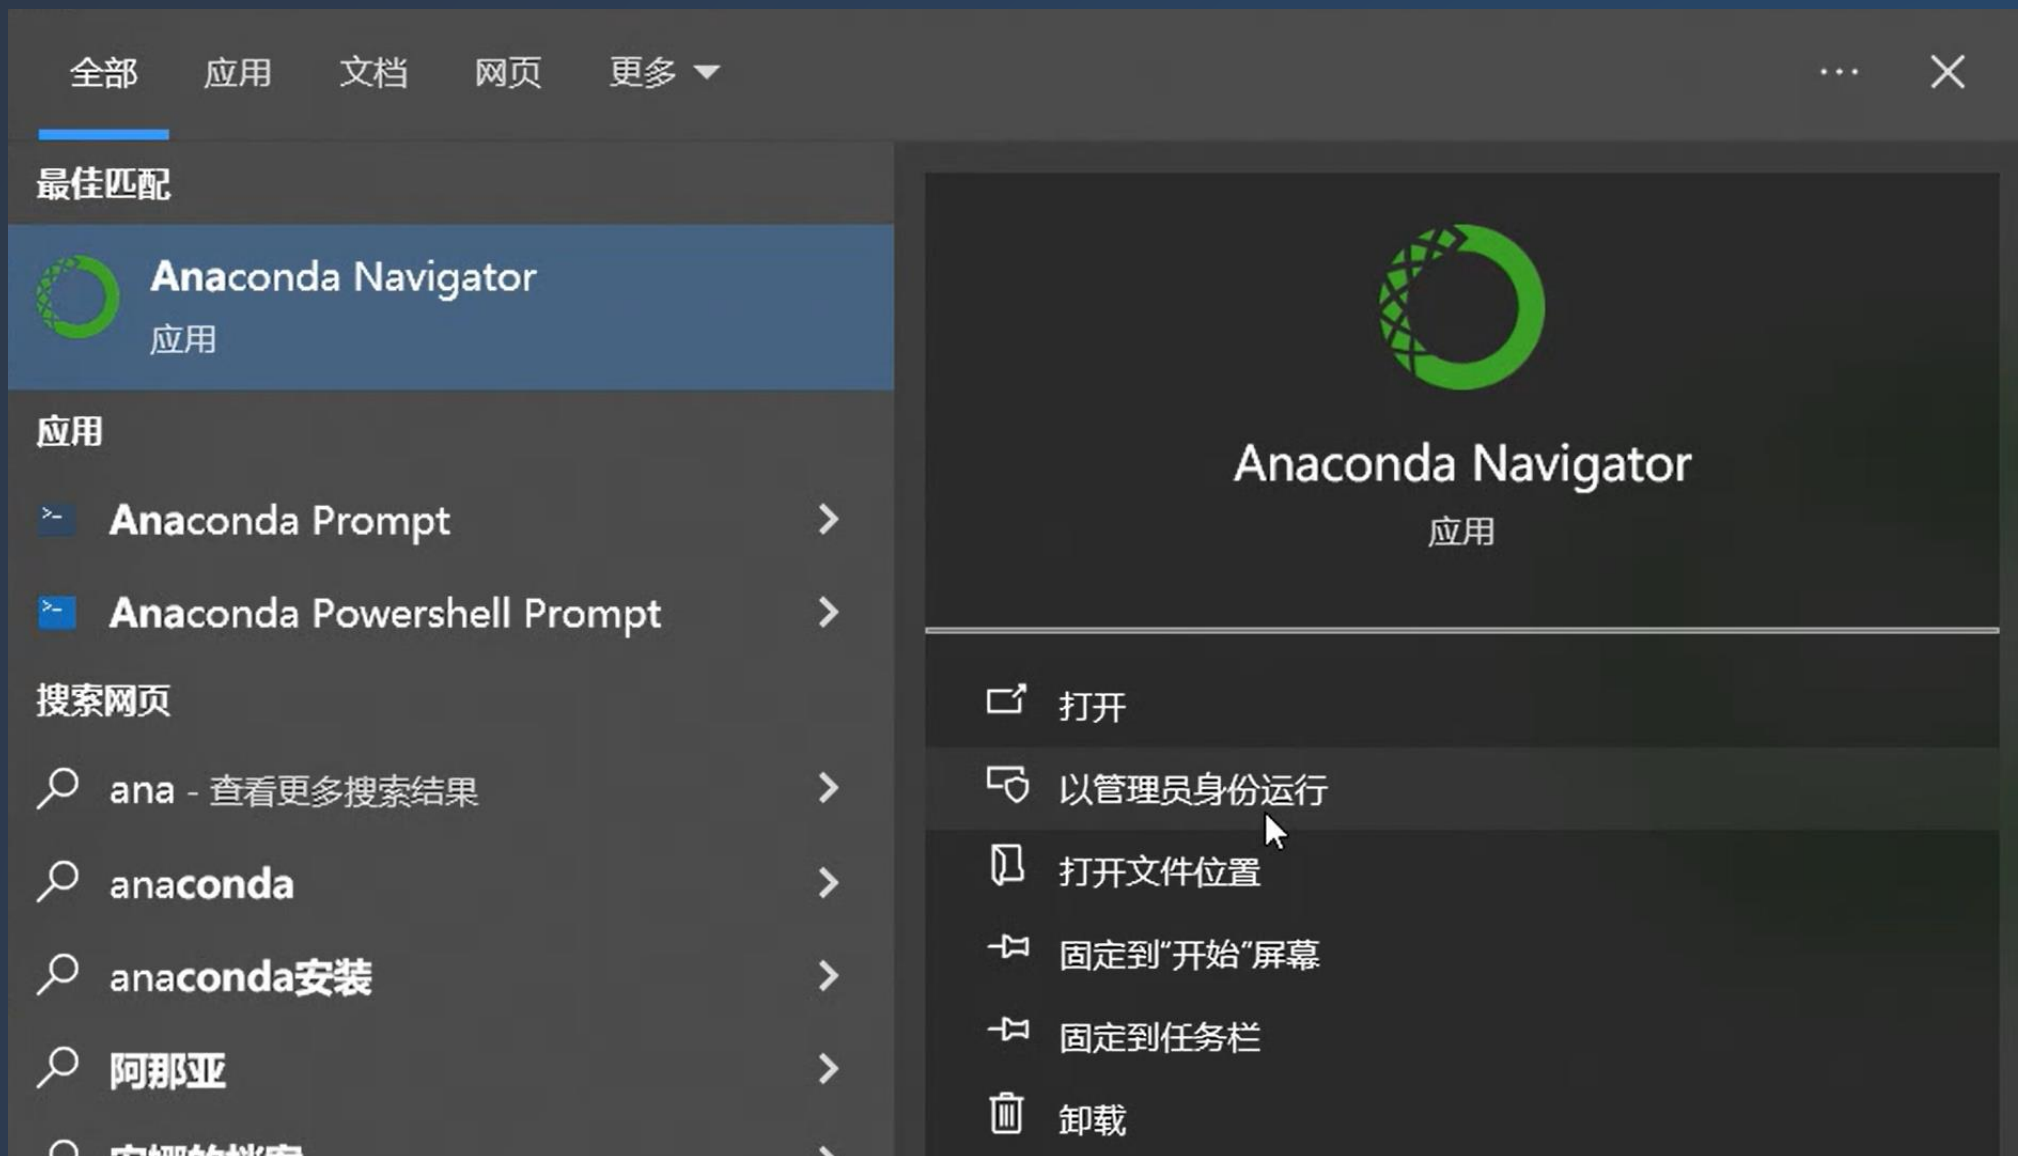 全部 应用 文档 网页 更多
最佳匹配
Anaconda Navigator
应用
应用
Anaconda Prompt
Anaconda Powershell Prompt
搜索网页
ana - 查看更多搜索结果
anaconda
anaconda安装
阿那亚
Anaconda Navigator
应用
打开
以管理员身份运行
打开文件位置
固定到“开始”屏幕
固定到任务栏
卸载